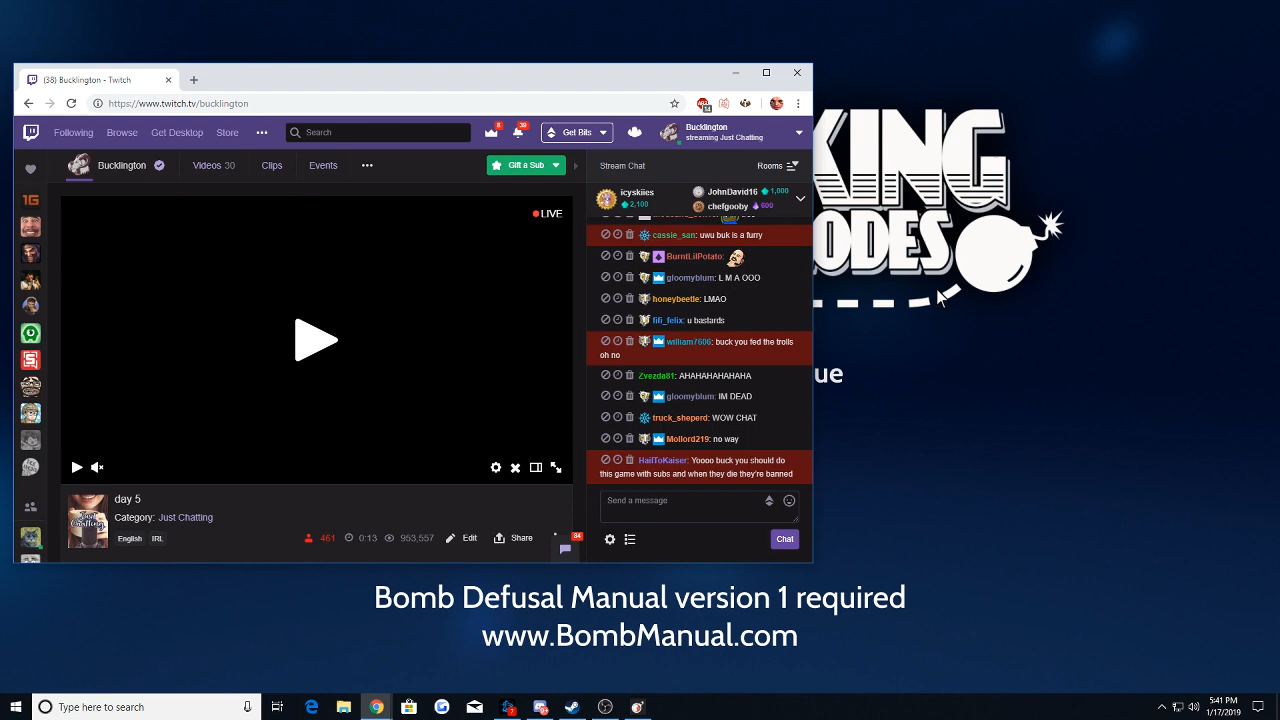 (38) Bucklington - Twitch
https://www.twitch.tv/bucklington
14
Following Browse Get Desktop Store Search 8 39 Get Bits Bucklington
streaming Just Chatting
Bucklington Videos 30 Clips Events Gift a Sub Stream Chat Rooms
icyskiies 2,100 JohnDavid16 1,000
chefgooby 600
LIVE
cassie_san: uwu buk is a furry
BurntLilPotato:
gloomyblum: L M A OOO
honeybeetle: LMAO
fifi_felix: u bastards
william7606: buck you fed the trolls
oh no
Zvezda81: AHAHAHAHAHAHA
gloomyblum: IM DEAD
truck_sheperd: WOW CHAT
Mollord219: no way
HailToKaiser: Yoooo buck you should do
this game with subs and when they die they're banned
Send a message
Chat
day 5
Category: Just Chatting
English IRL
461 0:13 953,557 Edit Share 84
KING
ODES
ue
Bomb Defusal Manual version 1 required
www.BombManual.com
Type here to search
5:41 PM
1/17/2019